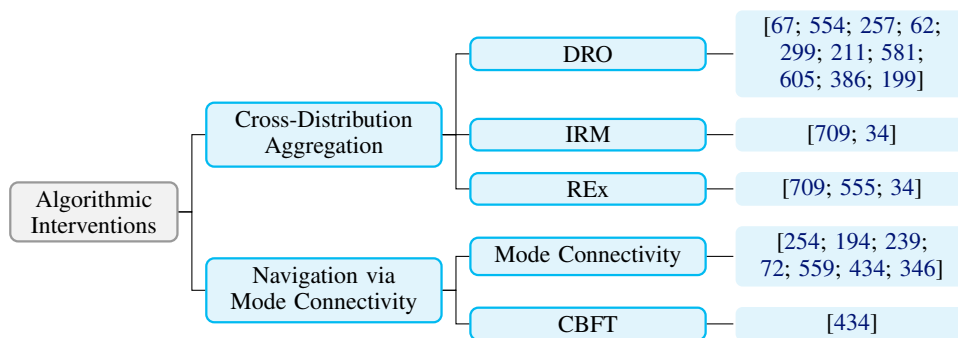 Algorithmic
Interventions
Cross-Distribution
Aggregation
DRO
[67; 554; 257; 62;
299; 211; 581;
605; 386; 199]
IRM
[709; 34]
REx
[709; 555; 34]
Navigation via
Mode Connectivity
Mode Connectivity
[254; 194; 239;
72; 559; 434; 346]
CBFT
[434]